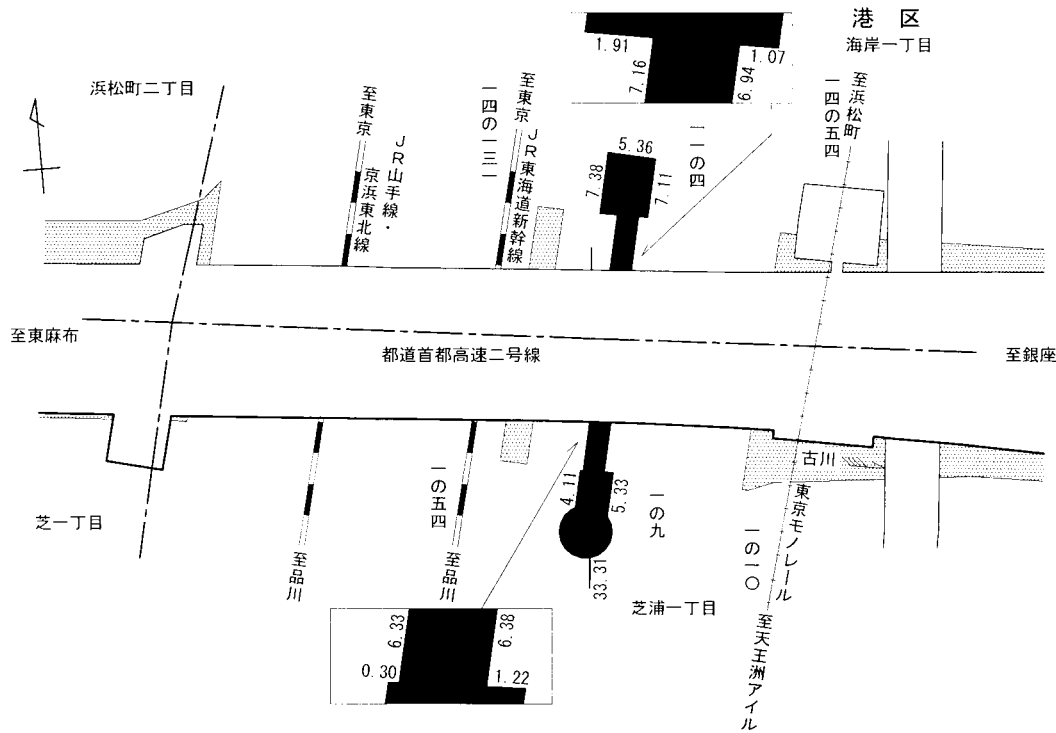 港区
海岸一丁目
浜松町二丁目
1.91
1.07
7.16
6.94
至東京
JR山手線・
京浜東北線
一四の一三一
至東京
JR東海道新幹線
5.36
7.38
7.11
一一の四
至浜松町
一四の五四
至東麻布
都道首都高速二号線
至銀座
芝一丁目
至品川
一の五四
至品川
4.11
5.33
33.31
一の九
芝浦一丁目
古川
東京モノレール
一の一〇
至天王洲アイル
6.33
6.38
0.30
1.22